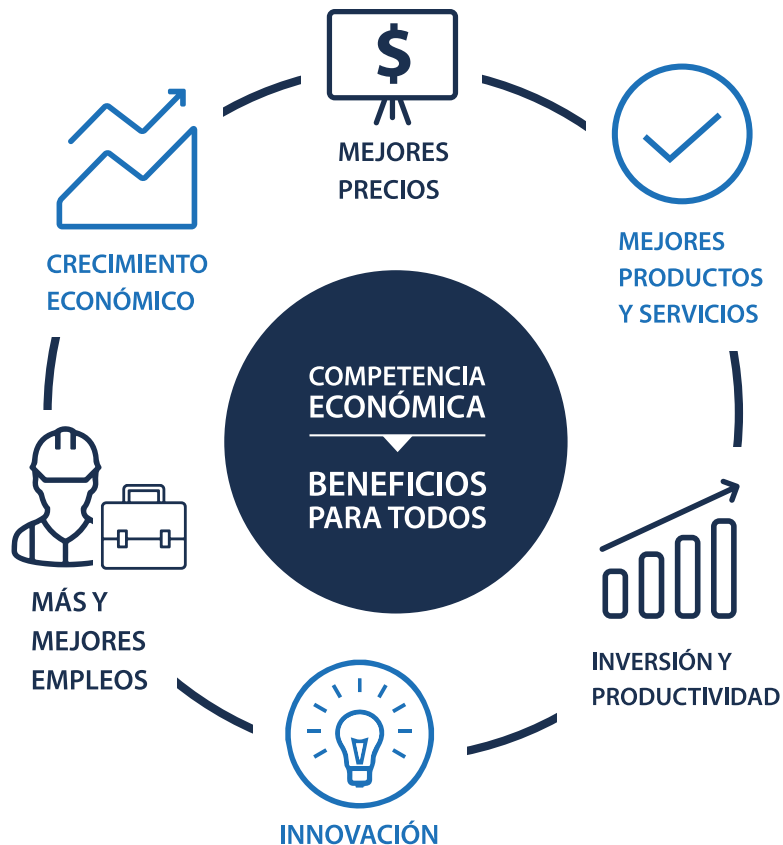 $
MEJORES
PRECIOS
MEJORES
PRODUCTOS
Y SERVICIOS
INVERSIÓN Y
PRODUCTIVIDAD
INNOVACIÓN
MÁS Y
MEJORES
EMPLEOS
CRECIMIENTO
ECONÓMICO
COMPETENCIA
ECONÓMICA
BENEFICIOS
PARA TODOS